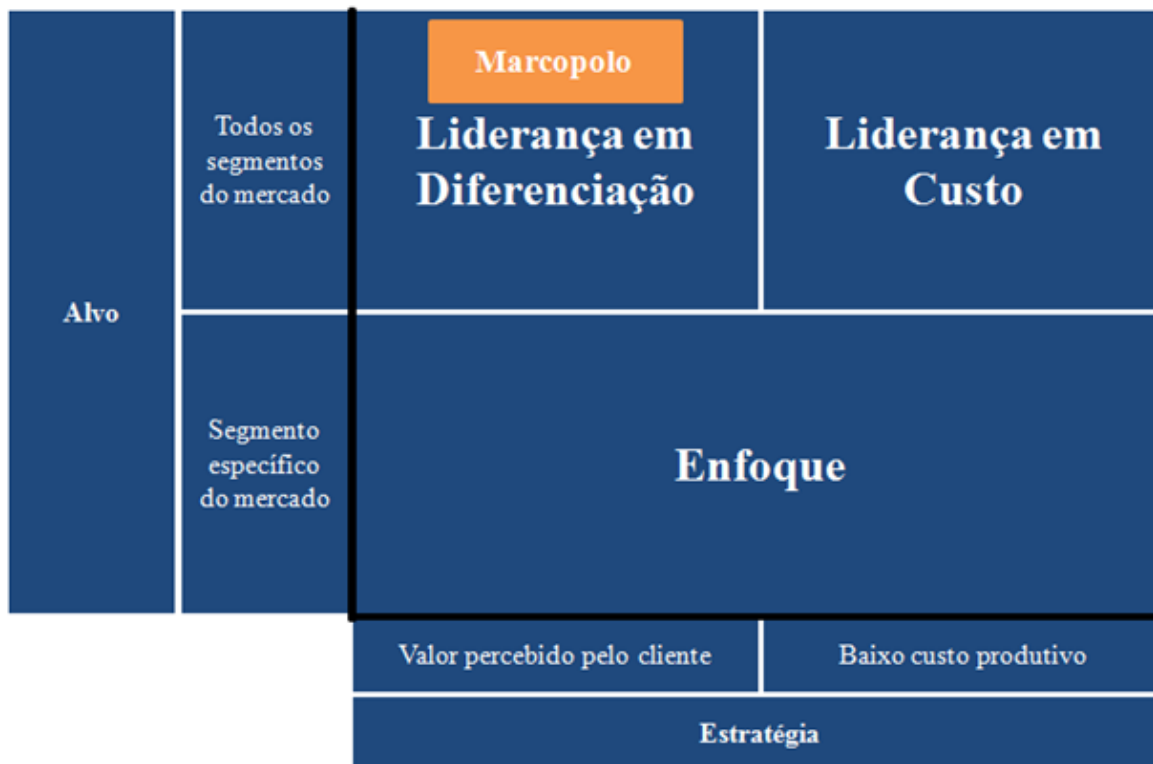 Marcopolo
Todos os
segmentos
do mercado
Liderança em
Diferenciação
Liderança em
Custo
Alvo
Segmento
específico
do mercado
Enfoque
Valor percebido pelo cliente
Baixo custo produtivo
Estratégia